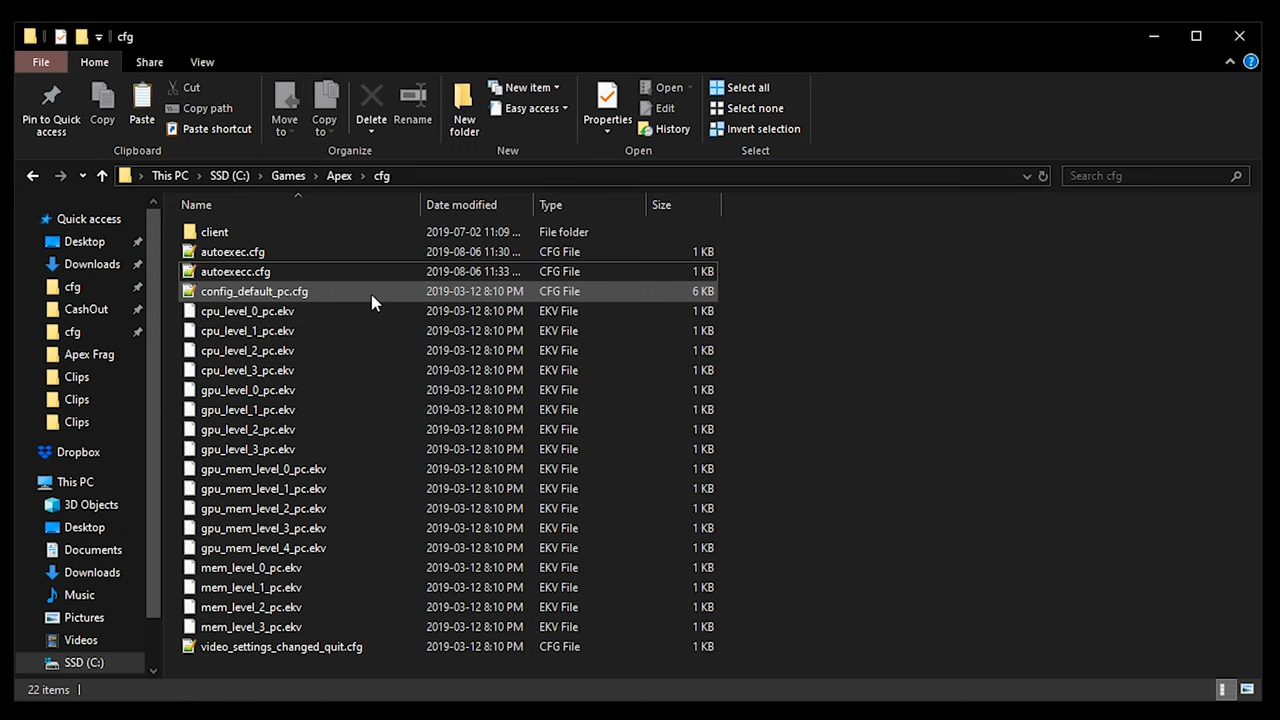 cfg
File Home Share View
Pin to Quick access
Copy
Paste
Cut
Copy path
Paste shortcut
Clipboard
Move to
Copy to
Delete
Rename
Organize
New folder
New item
Easy access
New
Properties
Open
Edit
History
Open
Select all
Select none
Invert selection
Select
This PC › SSD (C:) › Games › Apex › cfg
Search cfg
Quick access
Desktop
Downloads
cfg
CashOut
cfg
Apex Frag
Clips
Clips
Clips
Dropbox
This PC
3D Objects
Desktop
Documents
Downloads
Music
Pictures
Videos
SSD (C:)
Name Date modified Type Size
client 2019-07-02 11:09 ... File folder
autoexec.cfg 2019-08-06 11:30 ... CFG File 1 KB
autoexecc.cfg 2019-08-06 11:33 ... CFG File 1 KB
config_default_pc.cfg 2019-03-12 8:10 PM CFG File 6 KB
cpu_level_0_pc.ekv 2019-03-12 8:10 PM EKV File 1 KB
cpu_level_1_pc.ekv 2019-03-12 8:10 PM EKV File 1 KB
cpu_level_2_pc.ekv 2019-03-12 8:10 PM EKV File 1 KB
cpu_level_3_pc.ekv 2019-03-12 8:10 PM EKV File 1 KB
gpu_level_0_pc.ekv 2019-03-12 8:10 PM EKV File 1 KB
gpu_level_1_pc.ekv 2019-03-12 8:10 PM EKV File 1 KB
gpu_level_2_pc.ekv 2019-03-12 8:10 PM EKV File 1 KB
gpu_level_3_pc.ekv 2019-03-12 8:10 PM EKV File 1 KB
gpu_mem_level_0_pc.ekv 2019-03-12 8:10 PM EKV File 1 KB
gpu_mem_level_1_pc.ekv 2019-03-12 8:10 PM EKV File 1 KB
gpu_mem_level_2_pc.ekv 2019-03-12 8:10 PM EKV File 1 KB
gpu_mem_level_3_pc.ekv 2019-03-12 8:10 PM EKV File 1 KB
gpu_mem_level_4_pc.ekv 2019-03-12 8:10 PM EKV File 1 KB
mem_level_0_pc.ekv 2019-03-12 8:10 PM EKV File 1 KB
mem_level_1_pc.ekv 2019-03-12 8:10 PM EKV File 1 KB
mem_level_2_pc.ekv 2019-03-12 8:10 PM EKV File 1 KB
mem_level_3_pc.ekv 2019-03-12 8:10 PM EKV File 1 KB
video_settings_changed_quit.cfg 2019-03-12 8:10 PM CFG File 1 KB
22 items